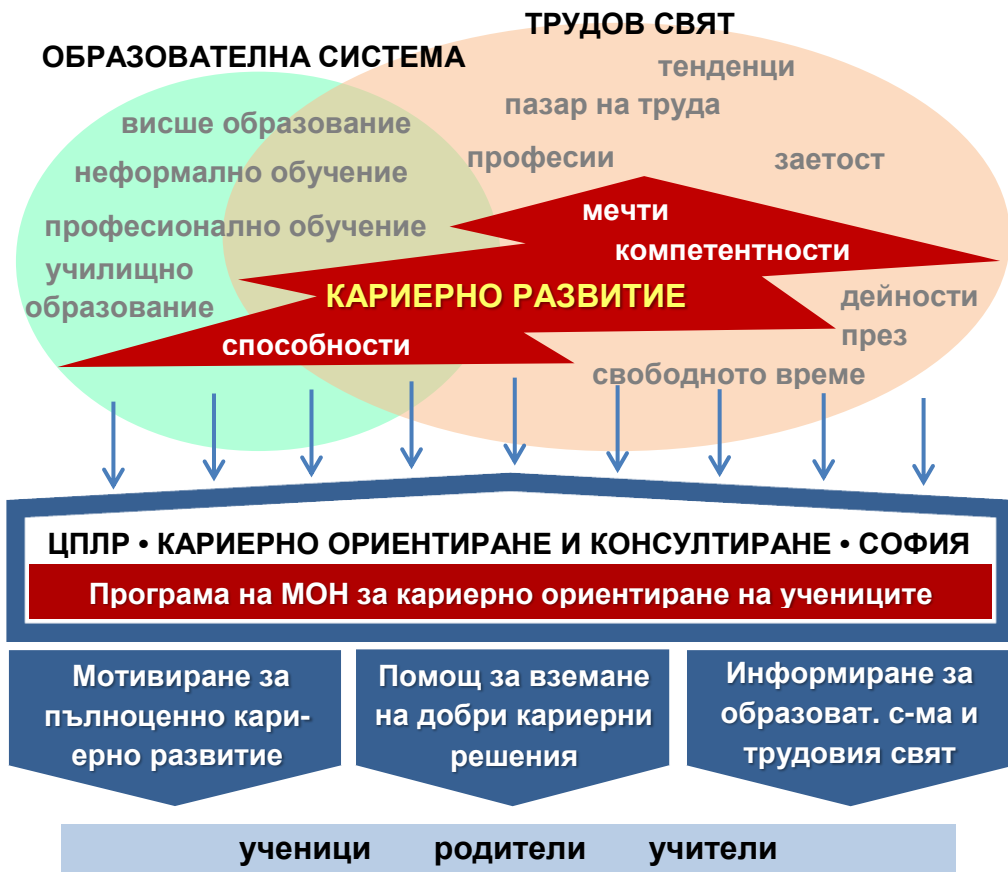 ТРУДОВ СВЯТ
ОБРАЗОВАТЕЛНА СИСТЕМА
тенденци
пазар на труда
висше образование
професии
заетост
неформално обучение
мечти
професионално обучение
компетентности
училищно
образование
КАРИЕРНО РАЗВИТИЕ
дейности
през
способности
свободното време
ЦПЛР • КАРИЕРНО ОРИЕНТИРАНЕ И КОНСУЛТИРАНЕ • СОФИЯ
Програма на МОН за кариерно ориентиране на учениците
Мотивиране за
пълноценно кари-
ерно развитие
Помощ за вземане
на добри кариерни
решения
Информиране за
образоват. с-ма и
трудовия свят
ученици родители учители